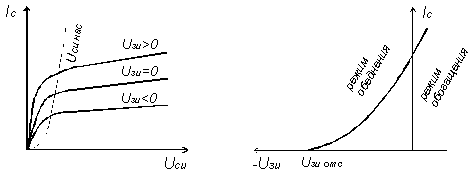 Iс
Uси нас
Uзи>0
Uзи=0
Uзи<0
Uси
Iс
режим
обеднения
режим
обогащения
-Uзи
Uзи отс